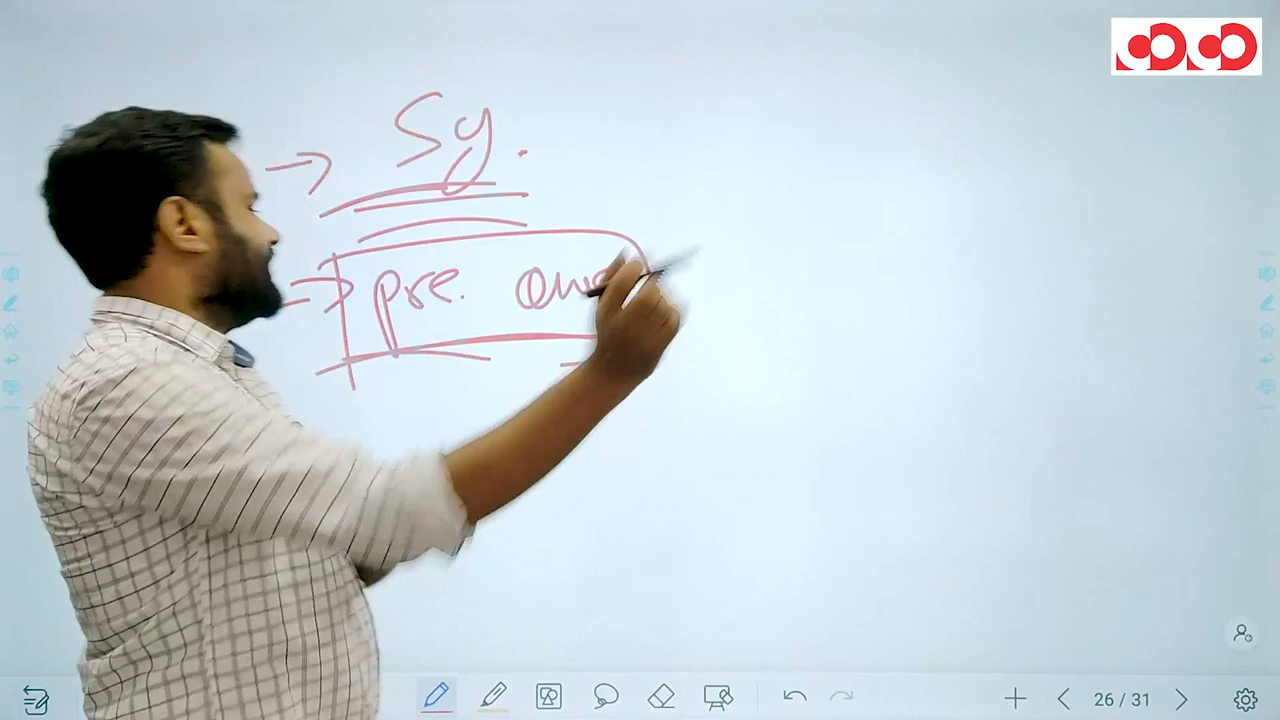 → Sy.
⇒ pre.
26 / 31